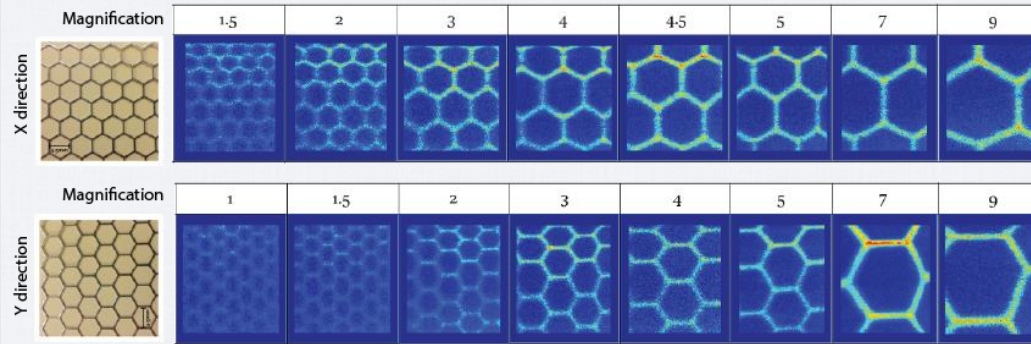 Magnification 1.5 2 3 4 4.5 5 7 9
X direction
Magnification 1 1.5 2 3 4 5 7 9
Y direction